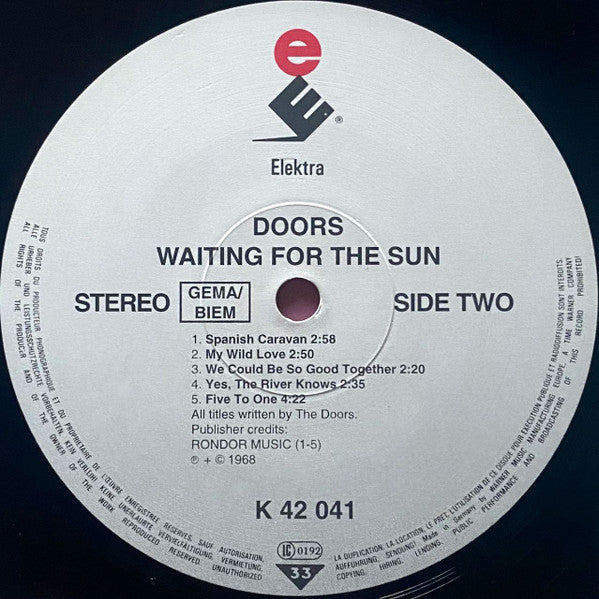 e
E®
Elektra
DOORS
WAITING FOR THE SUN
STEREO
GEMA/
BIEM
SIDE TWO
1. Spanish Caravan 2:58
2. My Wild Love 2:50
3. We Could Be So Good Together 2:20
4. Yes, The River Knows 2:35
5. Five To One 4:22
All titles written by The Doors.
Publisher credits:
RONDOR MUSIC (1-5)
℗ + © 1968
K 42 041
LC 0192
33
TOUS DROITS DU PRODUCTEUR PHONOGRAPHIQUE ET DU PROPRIETAIRE DE L'ŒUVRE ENREGISTREE RESERVES. SAUF AUTORISATION,
ALLE URHEBER UND LEISTUNGSSCHUTZRECHTE VORBEHALTEN KEIN VERLEIH! KEINE UNERLAUBTE VERVIELFÄLTIGUNG, VERMIETUNG,
ALL RIGHTS OF THE PRODUCER AND OF THE OWNER OF THE WORK REPRODUCED RESERVED. UNAUTHORIZED
LA DUPLICATION, LA LOCATION, LE PRET, L'UTILISATION DE CE DISQUE POUR EXECUTION PUBLIQUE ET RADIODIFFUSION SONT INTERDITS.
AUFFÜHRUNG, SENDUNG! Made in Germany by WARNER MUSIC MANUFACTURING EUROPE. A TIME WARNER COMPANY
COPYING, HIRING, LENDING, PUBLIC PERFORMANCE AND BROADCASTING OF THIS RECORD PROHIBITED!